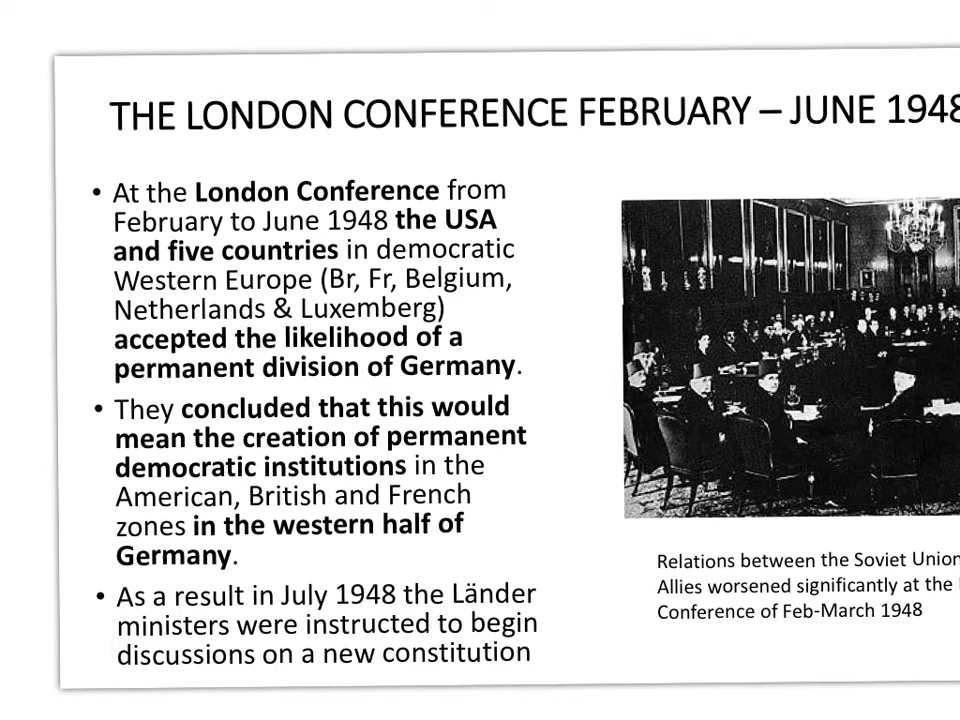 THE LONDON CONFERENCE FEBRUARY – JUNE 1948
• At the London Conference from
February to June 1948 the USA
and five countries in democratic
Western Europe (Br, Fr, Belgium,
Netherlands & Luxemberg)
accepted the likelihood of a
permanent division of Germany.
• They concluded that this would
mean the creation of permanent
democratic institutions in the
American, British and French
zones in the western half of
Germany.
• As a result in July 1948 the Länder
ministers were instructed to begin
discussions on a new constitution
Relations between the Soviet Union
Allies worsened significantly at the
Conference of Feb-March 1948